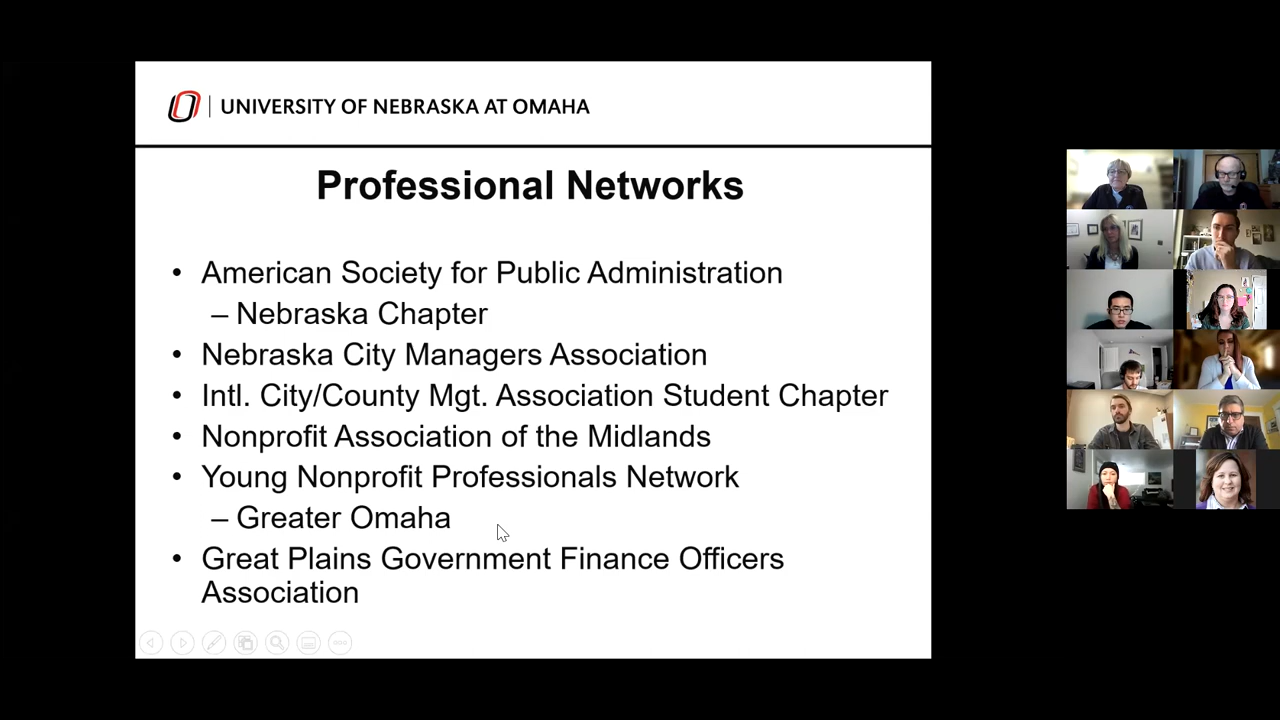 UNIVERSITY OF NEBRASKA AT OMAHA
Professional Networks
• American Society for Public Administration
– Nebraska Chapter
• Nebraska City Managers Association
• Intl. City/County Mgt. Association Student Chapter
• Nonprofit Association of the Midlands
• Young Nonprofit Professionals Network
– Greater Omaha
• Great Plains Government Finance Officers
Association